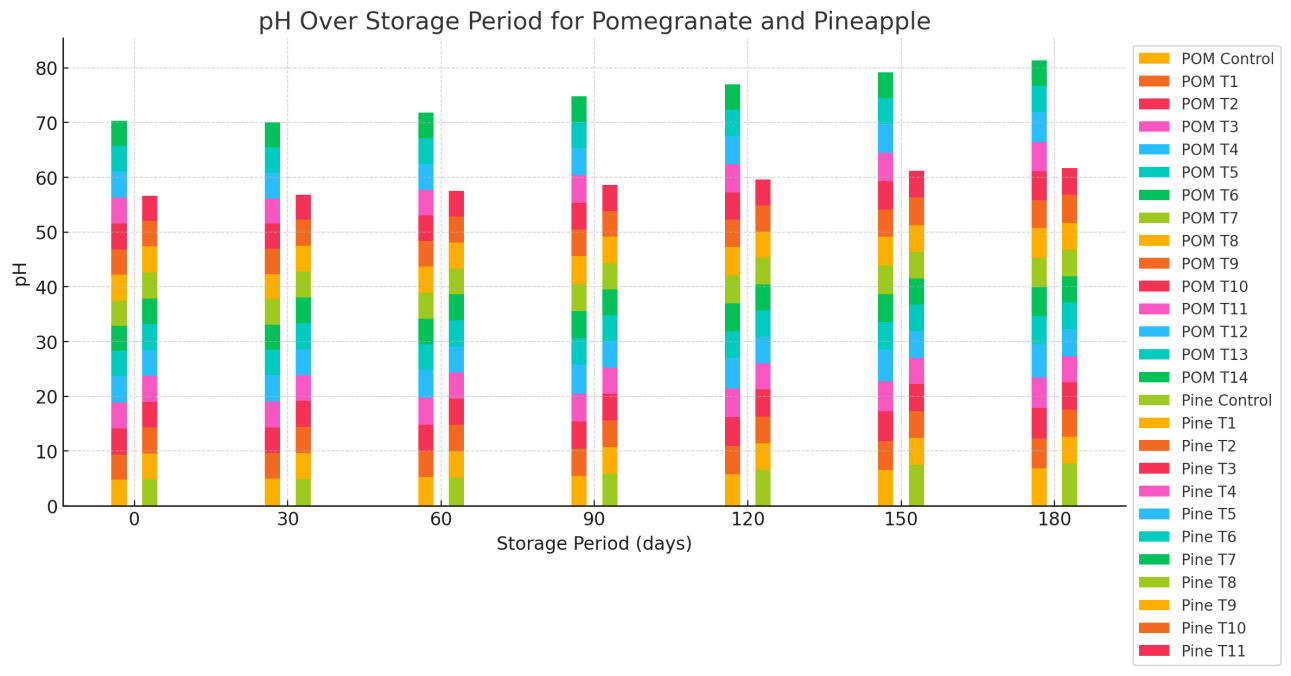 pH Over Storage Period for Pomegranate and Pineapple
80
70
60
50
40
30
20
10
0
pH
0 30 60 90 120 150 180
Storage Period (days)
POM Control
POM T1
POM T2
POM T3
POM T4
POM T5
POM T6
POM T7
POM T8
POM T9
POM T10
POM T11
POM T12
POM T13
POM T14
Pine Control
Pine T1
Pine T2
Pine T3
Pine T4
Pine T5
Pine T6
Pine T7
Pine T8
Pine T9
Pine T10
Pine T11